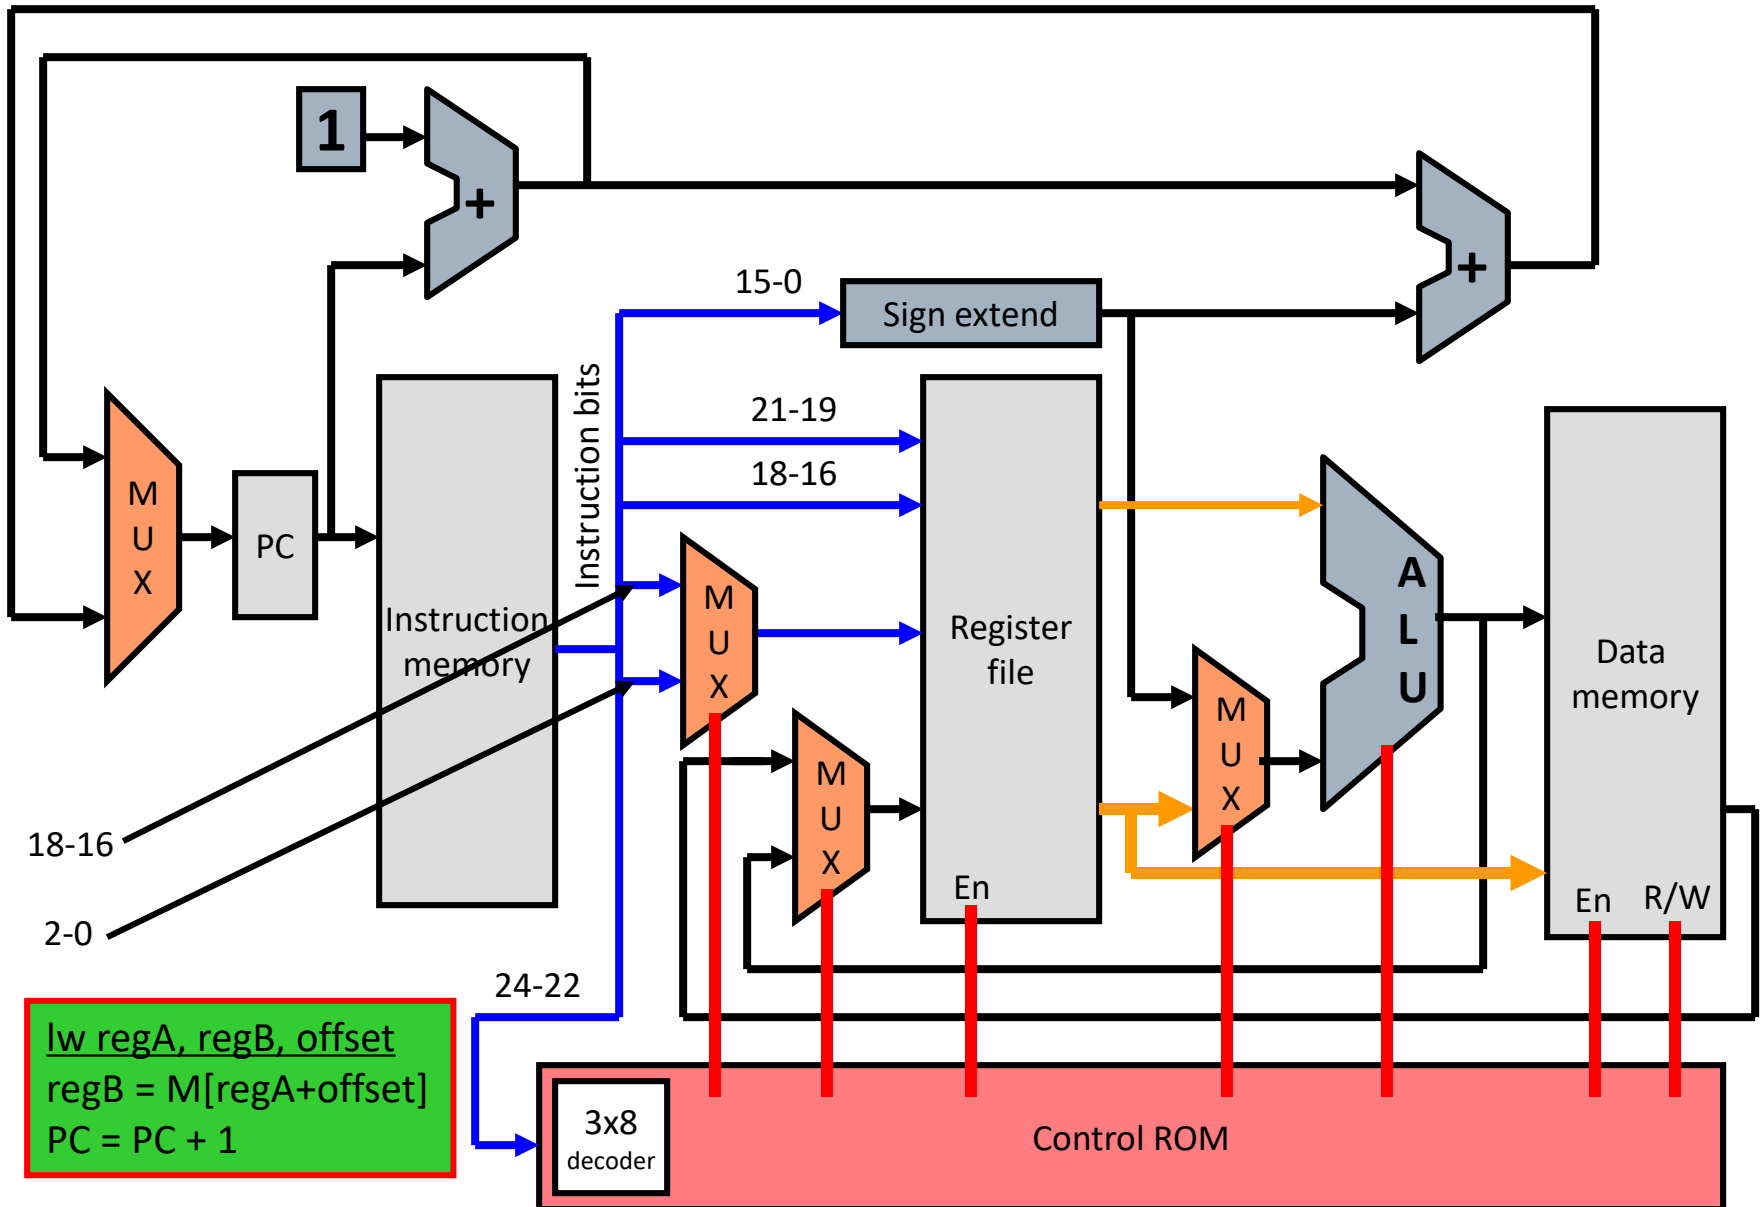 1
+
+
15-0
Sign extend
Instruction bits
21-19
18-16
M
U
X
PC
Instruction
memory
M
U
X
Register
file
En
M
U
X
M
U
X
A
L
U
Data
memory
En
R/W
18-16
2-0
24-22
lw regA, regB, offset
regB = M[regA+offset]
PC = PC + 1
3x8
decoder
Control ROM